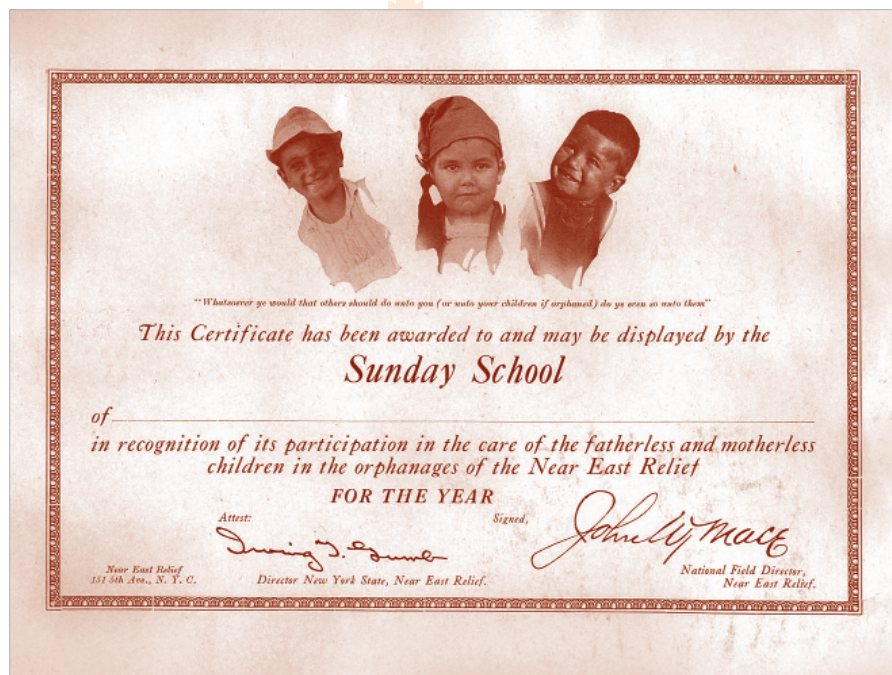 "Whatsoever ye would that others should do unto you (or unto your children if orphaned) do ye even so unto them"
This Certificate has been awarded to and may be displayed by the
Sunday School
of
in recognition of its participation in the care of the fatherless and motherless
children in the orphanages of the Near East Relief
FOR THE YEAR
Attest:
Signed,
Near East Relief
151 5th Ave., N. Y. C.
Director New York State, Near East Relief.
National Field Director,
Near East Relief.